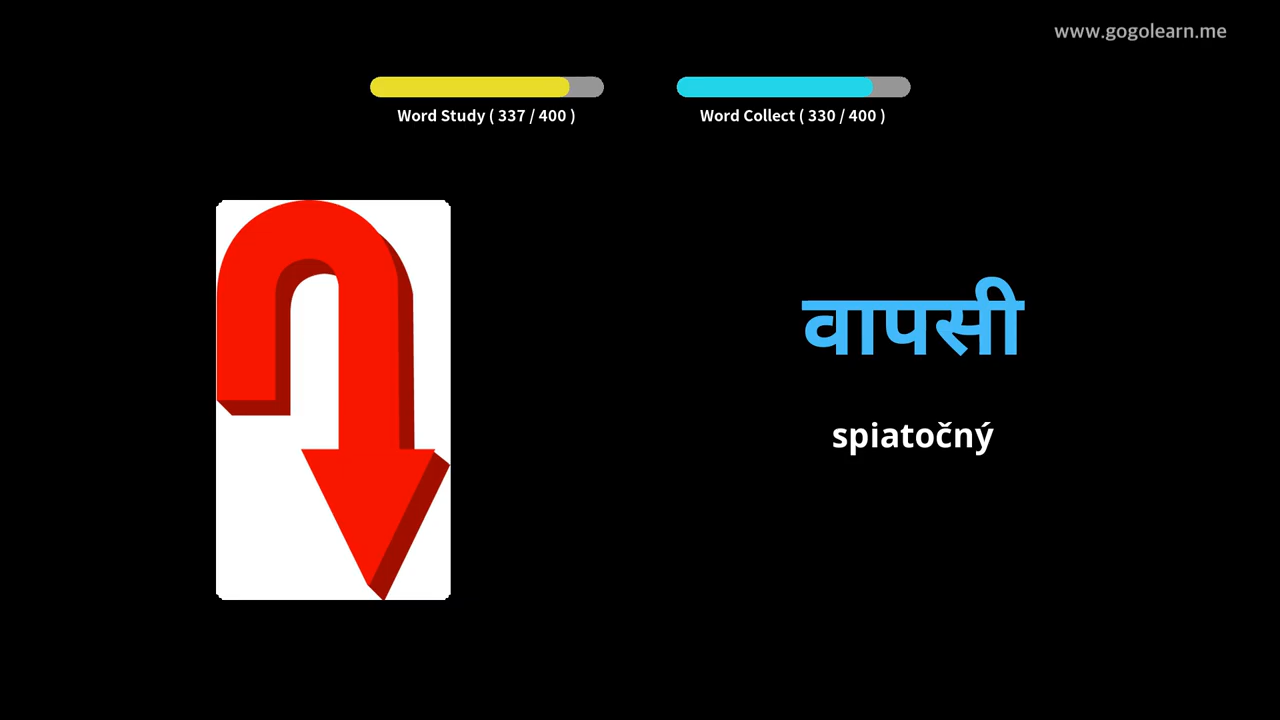 www.gogolearn.me
Word Study ( 337 / 400 )
Word Collect ( 330 / 400 )
वापसी
spiatočný